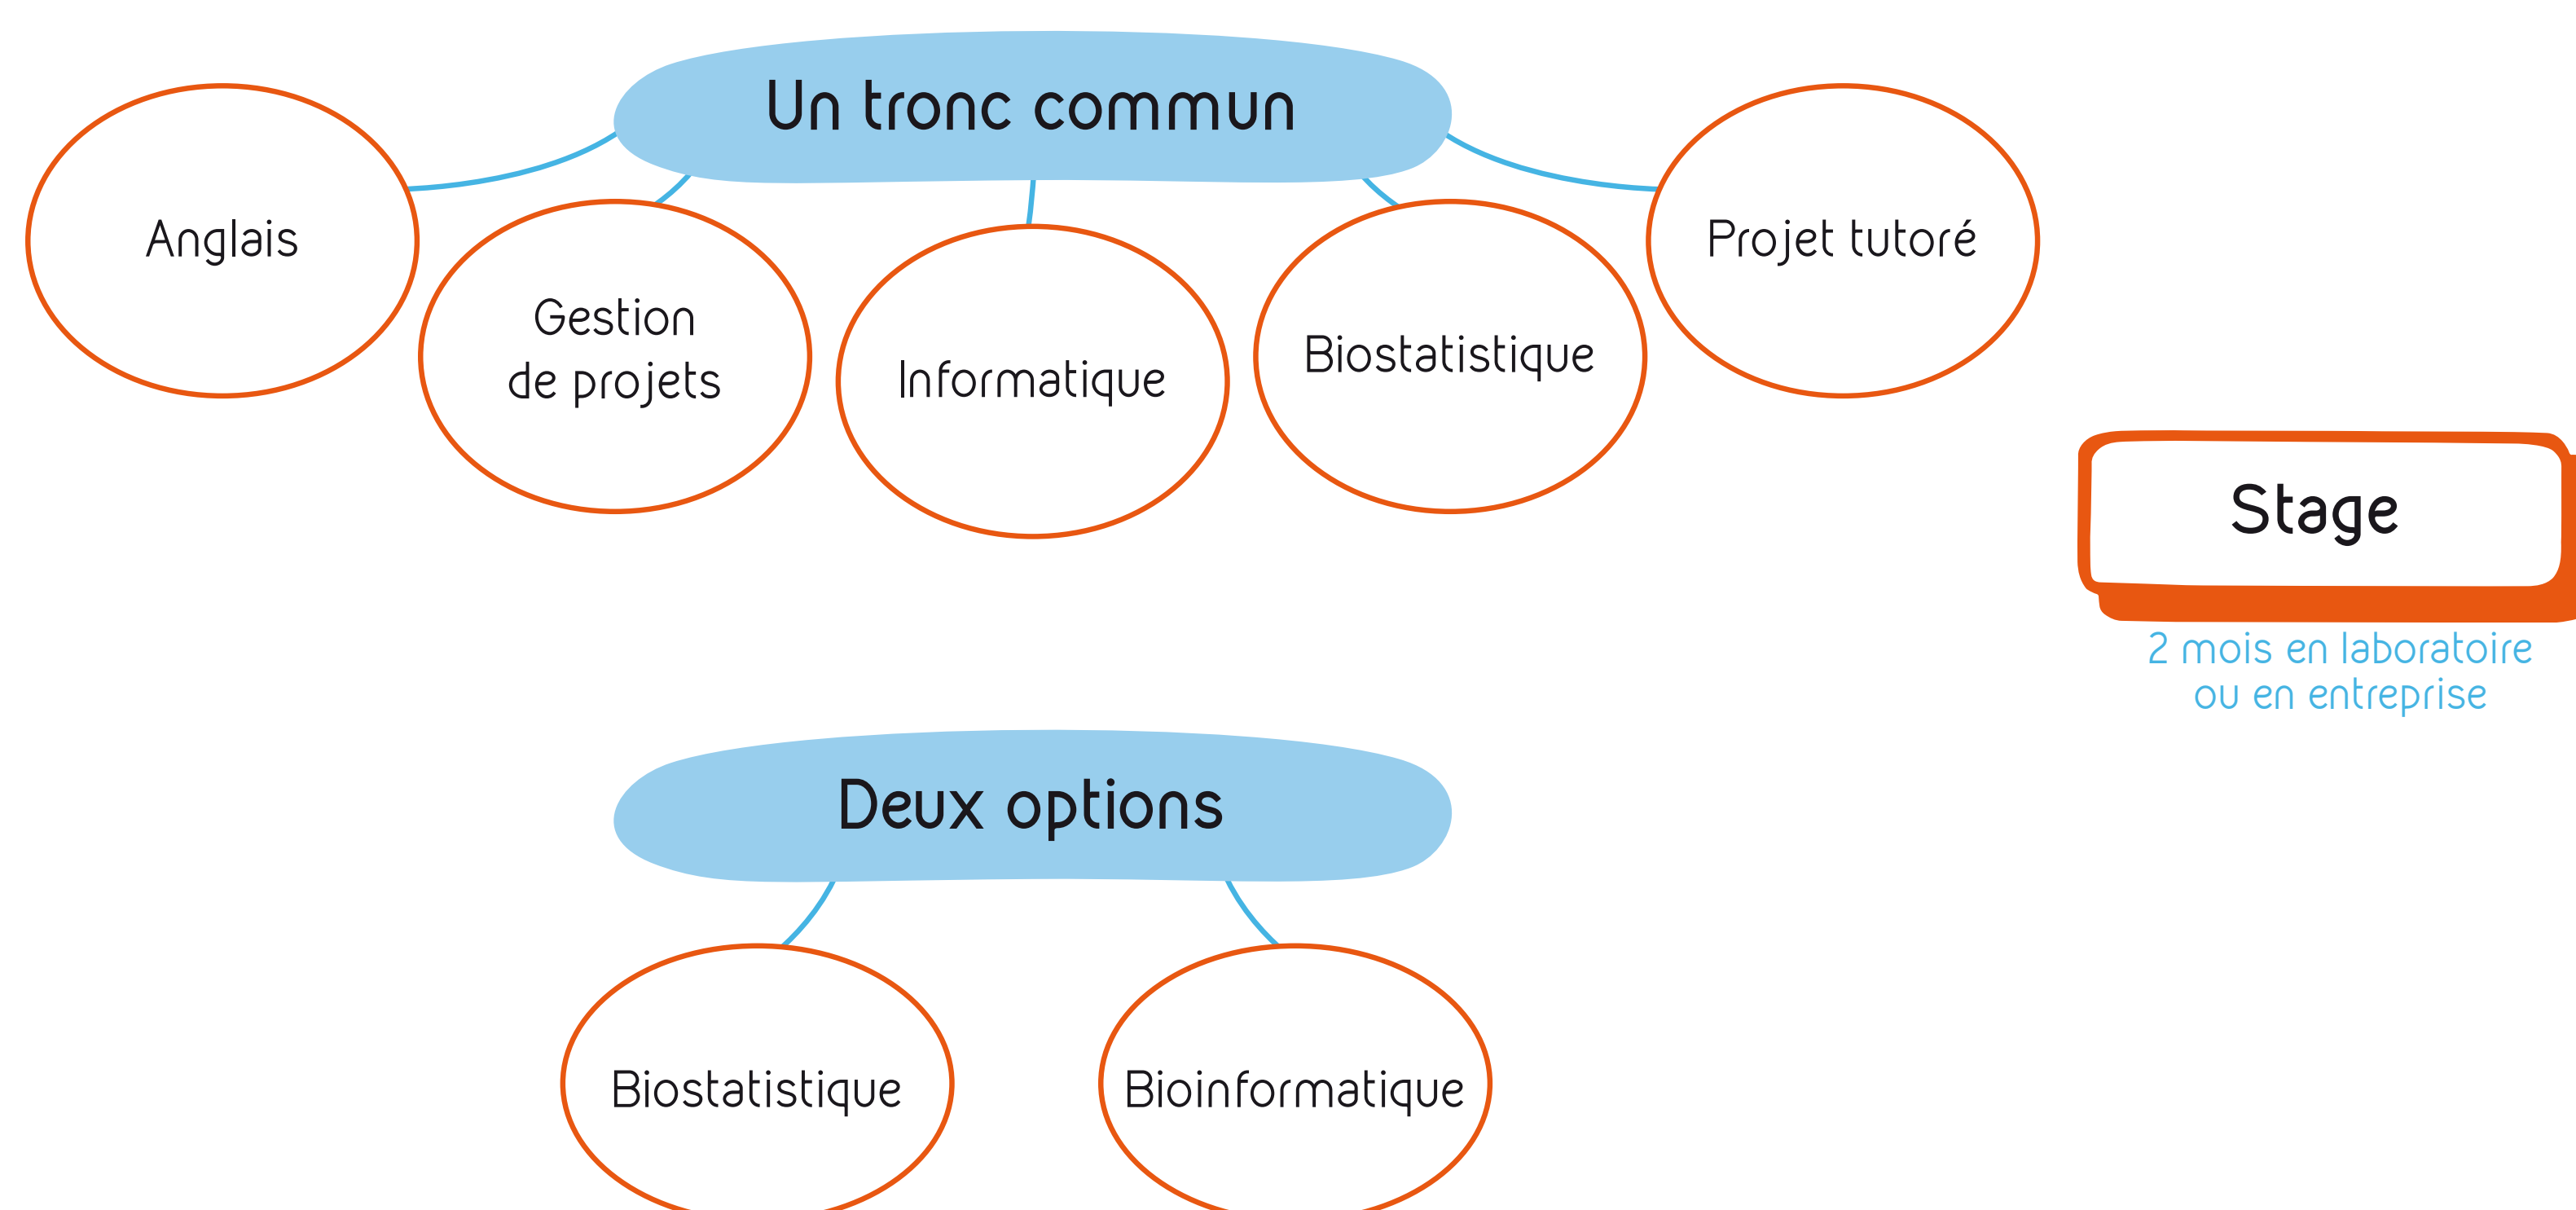 Un tronc commun
Anglais
Gestion
de projets
Informatique
Biostatistique
Projet tutoré
Stage
2 mois en laboratoire
ou en entreprise
Deux options
Biostatistique
Bioinformatique